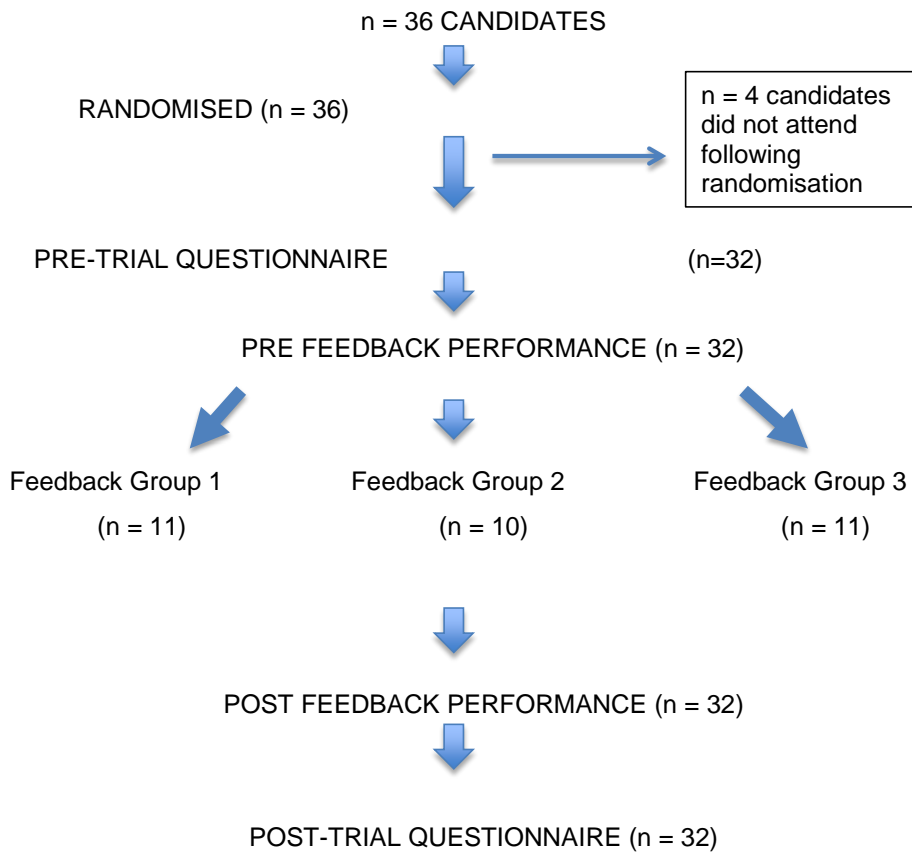 n = 36 CANDIDATES
RANDOMISED (n = 36)
n = 4 candidates
did not attend
following
randomisation
PRE-TRIAL QUESTIONNAIRE (n=32)
PRE FEEDBACK PERFORMANCE (n = 32)
Feedback Group 1 Feedback Group 2 Feedback Group 3
(n = 11) (n = 10) (n = 11)
POST FEEDBACK PERFORMANCE (n = 32)
POST-TRIAL QUESTIONNAIRE (n = 32)